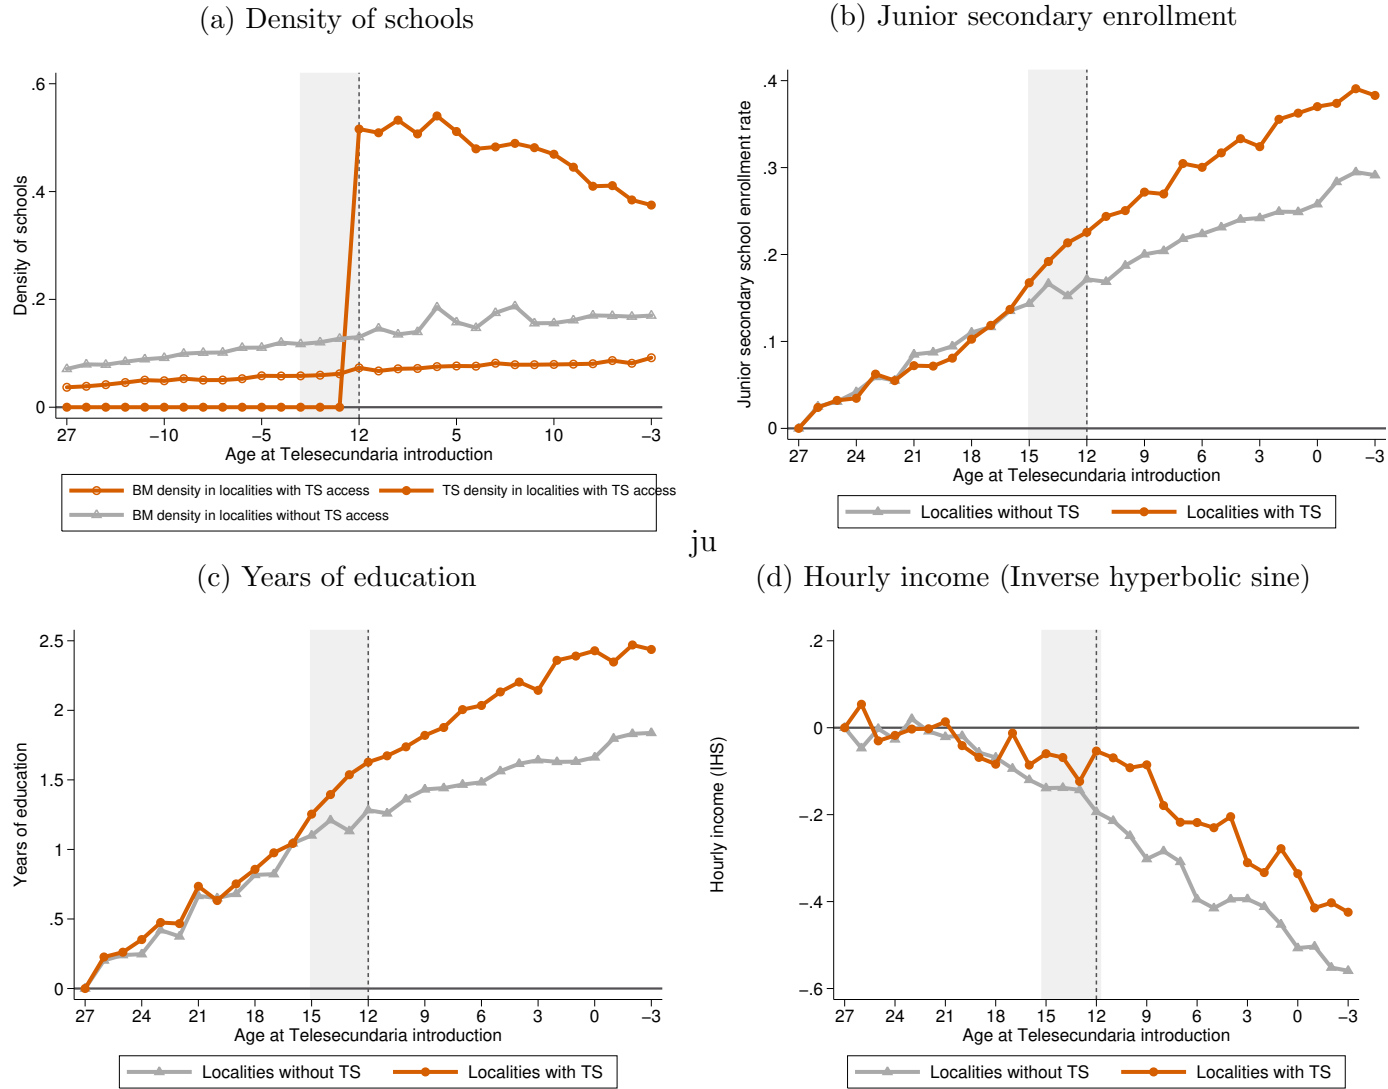 (a) Density of schools
.6
.4
.2
0
Density of schools
27 −10 −5 12 5 10 −3
Age at Telesecundaria introduction
BM density in localities with TS access TS density in localities with TS access
BM density in localities without TS access
(b) Junior secondary enrollment
.4
.3
.2
.1
0
Junior secondary school enrollment rate
27 24 21 18 15 12 9 6 3 0 −3
Age at Telesecundaria introduction
Localities without TS Localities with TS
ju
(c) Years of education
2.5
2
1.5
1
.5
0
Years of education
27 24 21 18 15 12 9 6 3 0 −3
Age at Telesecundaria introduction
Localities without TS Localities with TS
(d) Hourly income (Inverse hyperbolic sine)
.2
0
−.2
−.4
−.6
Hourly income (IHS)
27 24 21 18 15 12 9 6 3 0 −3
Age at Telesecundaria introduction
Localities without TS Localities with TS